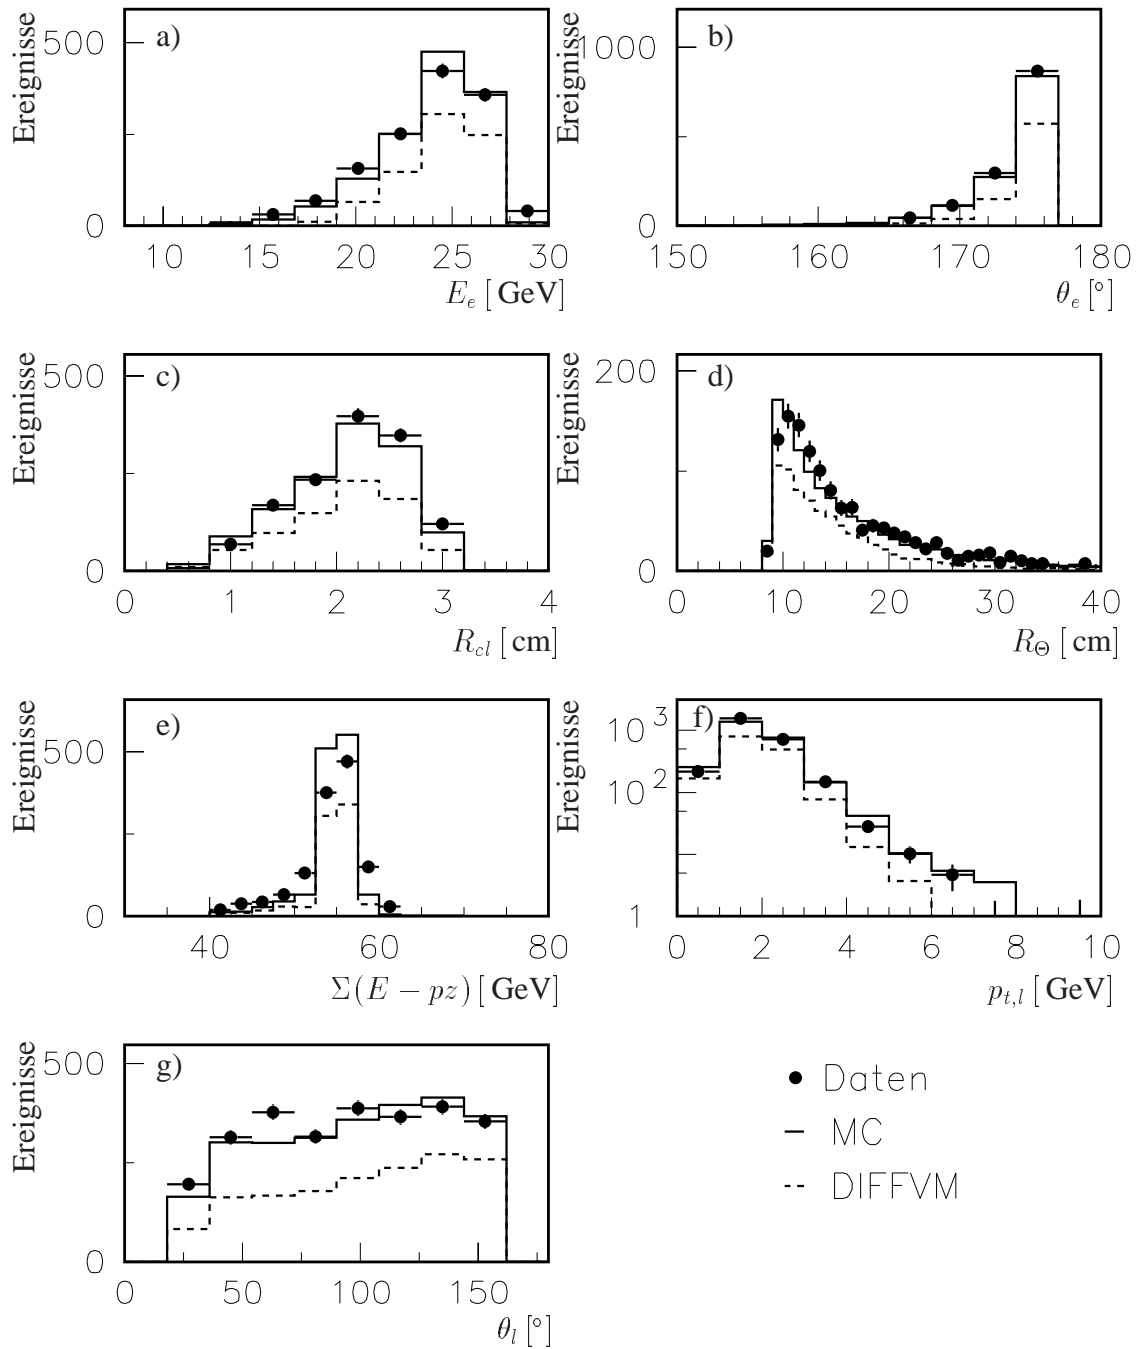 Ereignisse
500
0
a)
10 15 20 25 30
E_e [ GeV]
Ereignisse
1000
0
b)
150 160 170 180
θ_e [°]
Ereignisse
500
0
c)
0 1 2 3 4
R_cl [ cm]
Ereignisse
200
0
d)
0 10 20 30 40
R_Θ [ cm]
Ereignisse
500
0
e)
40 50 60 70 80
Σ(E − pz) [ GeV]
Ereignisse
10^3
10^2
1
f)
0 2 4 6 8 10
p_t,l [ GeV]
Ereignisse
500
0
g)
0 50 100 150
θ_l [°]
Daten
MC
DIFFVM